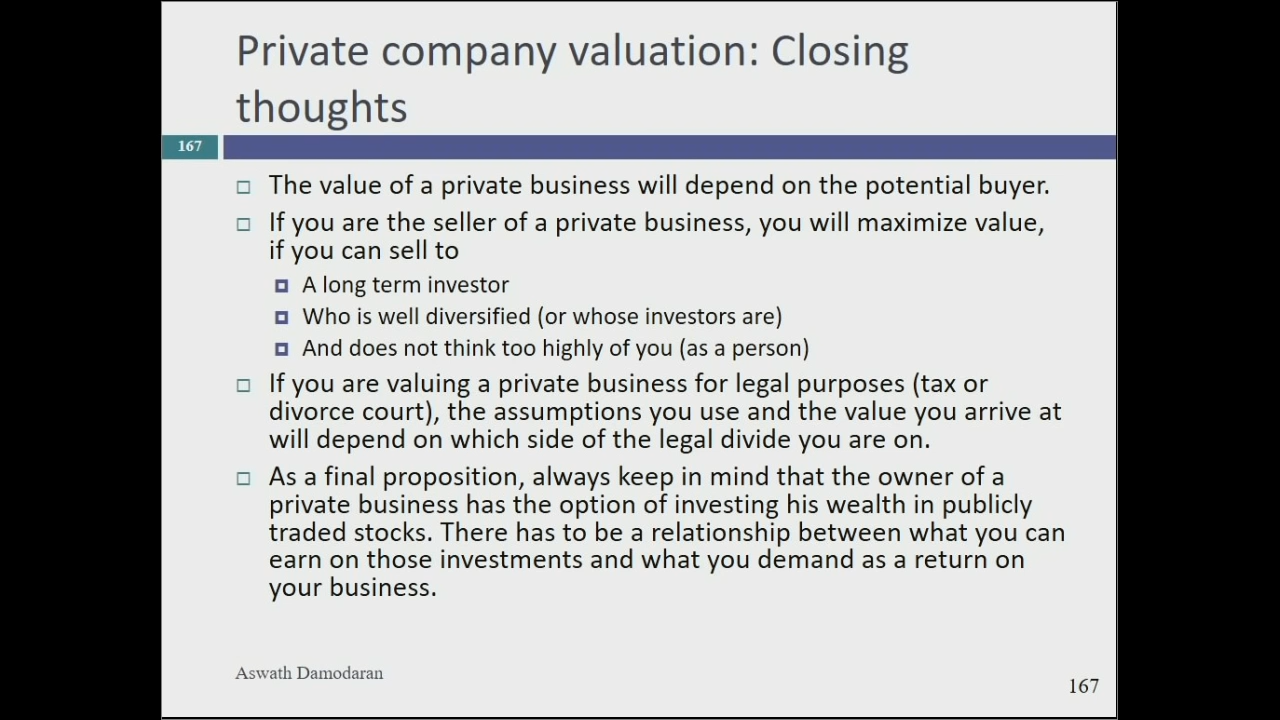 Private company valuation: Closing
thoughts
167
The value of a private business will depend on the potential buyer.
If you are the seller of a private business, you will maximize value,
if you can sell to
A long term investor
Who is well diversified (or whose investors are)
And does not think too highly of you (as a person)
If you are valuing a private business for legal purposes (tax or
divorce court), the assumptions you use and the value you arrive at
will depend on which side of the legal divide you are on.
As a final proposition, always keep in mind that the owner of a
private business has the option of investing his wealth in publicly
traded stocks. There has to be a relationship between what you can
earn on those investments and what you demand as a return on
your business.
Aswath Damodaran
167